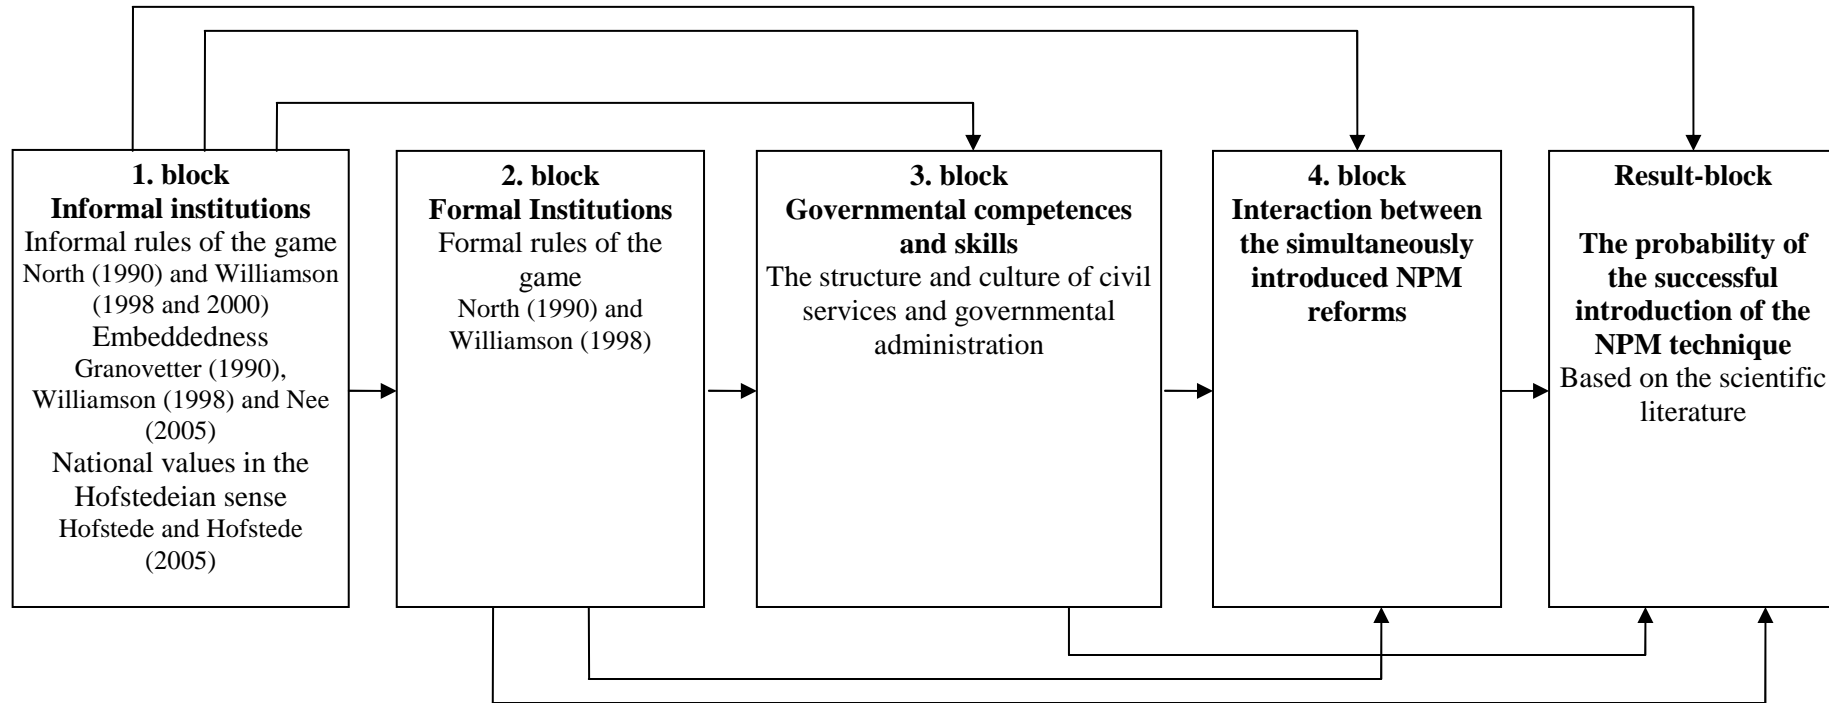 1. block
Informal institutions
Informal rules of the game
North (1990) and Williamson
(1998 and 2000)
Embeddedness
Granovetter (1990),
Williamson (1998) and Nee
(2005)
National values in the
Hofstedeian sense
Hofstede and Hofstede
(2005)
2. block
Formal Institutions
Formal rules of the
game
North (1990) and
Williamson (1998)
3. block
Governmental competences
and skills
The structure and culture of civil
services and governmental
administration
4. block
Interaction between
the simultaneously
introduced NPM
reforms
Result-block
The probability of
the successful
introduction of the
NPM technique
Based on the scientific
literature